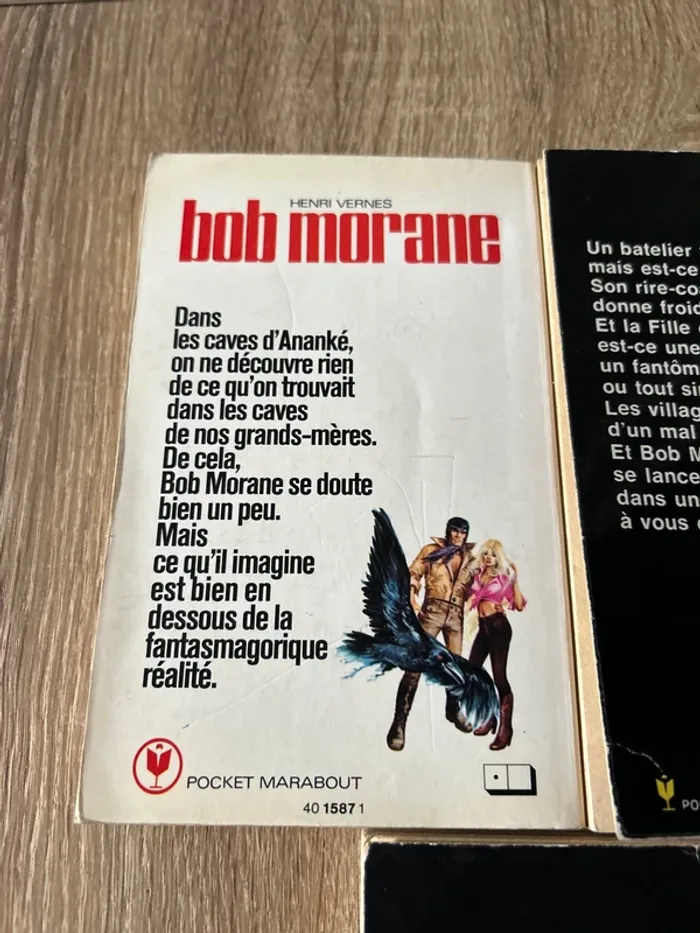 HENRI VERNES
bob morane
Dans
les caves d'Ananké,
on ne découvre rien
de ce qu'on trouvait
dans les caves
de nos grands-mères.
De cela,
Bob Morane se doute
bien un peu.
Mais
ce qu'il imagine
est bien en
dessous de la
fantasmagorique
réalité.
POCKET MARABOUT
40 1587 1
Un batelier
mais est-ce
Son rire-co
donne froid
Et la Fille
est-ce une
un fantôm
ou tout si
Les villag
d'un mal
Et Bob M
se lance
dans un
à vous
PO